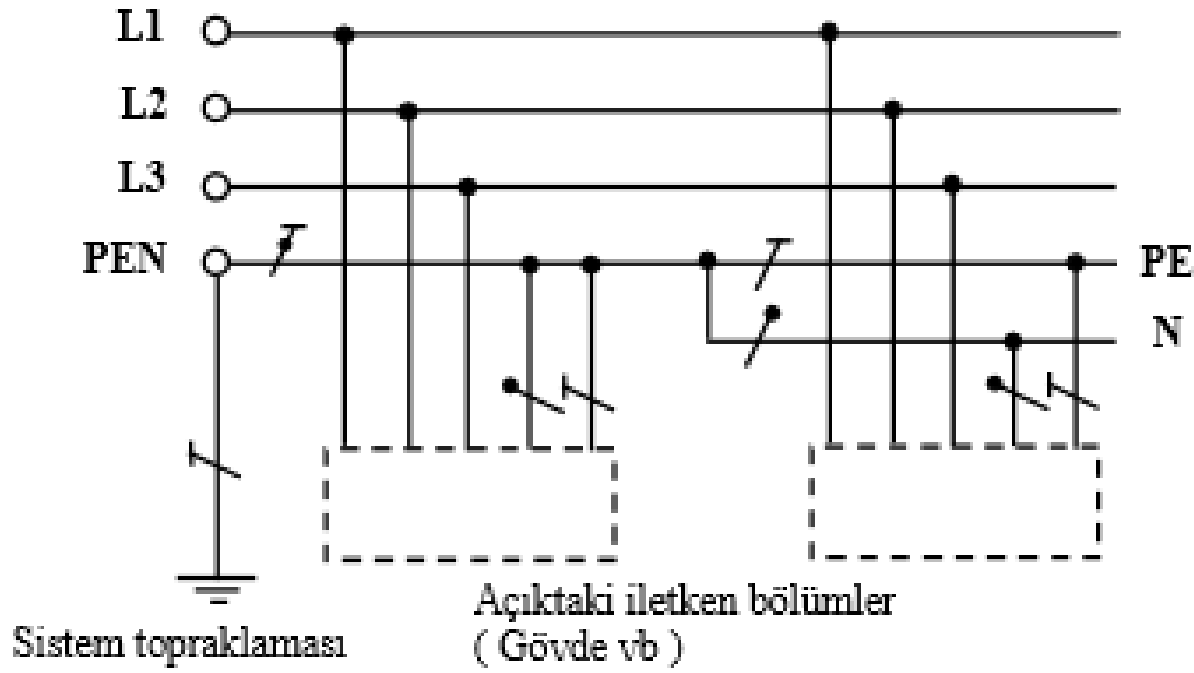 L1
L2
L3
PEN
PE
N
Açıktaki iletken bölümler
( Gövde vb )
Sistem topraklaması